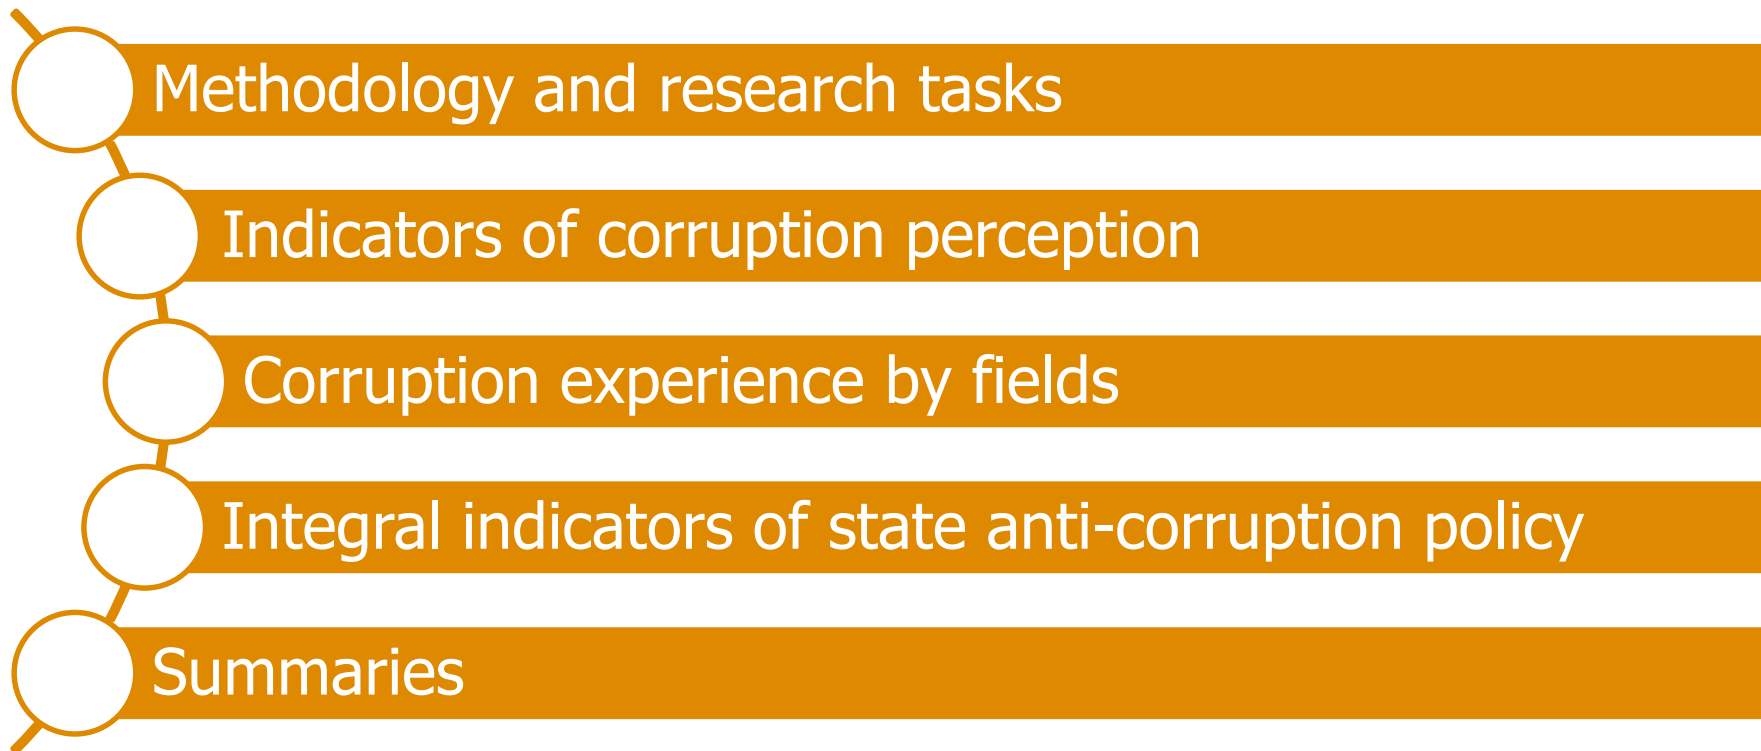 Methodology and research tasks
Indicators of corruption perception
Corruption experience by fields
Integral indicators of state anti-corruption policy
Summaries